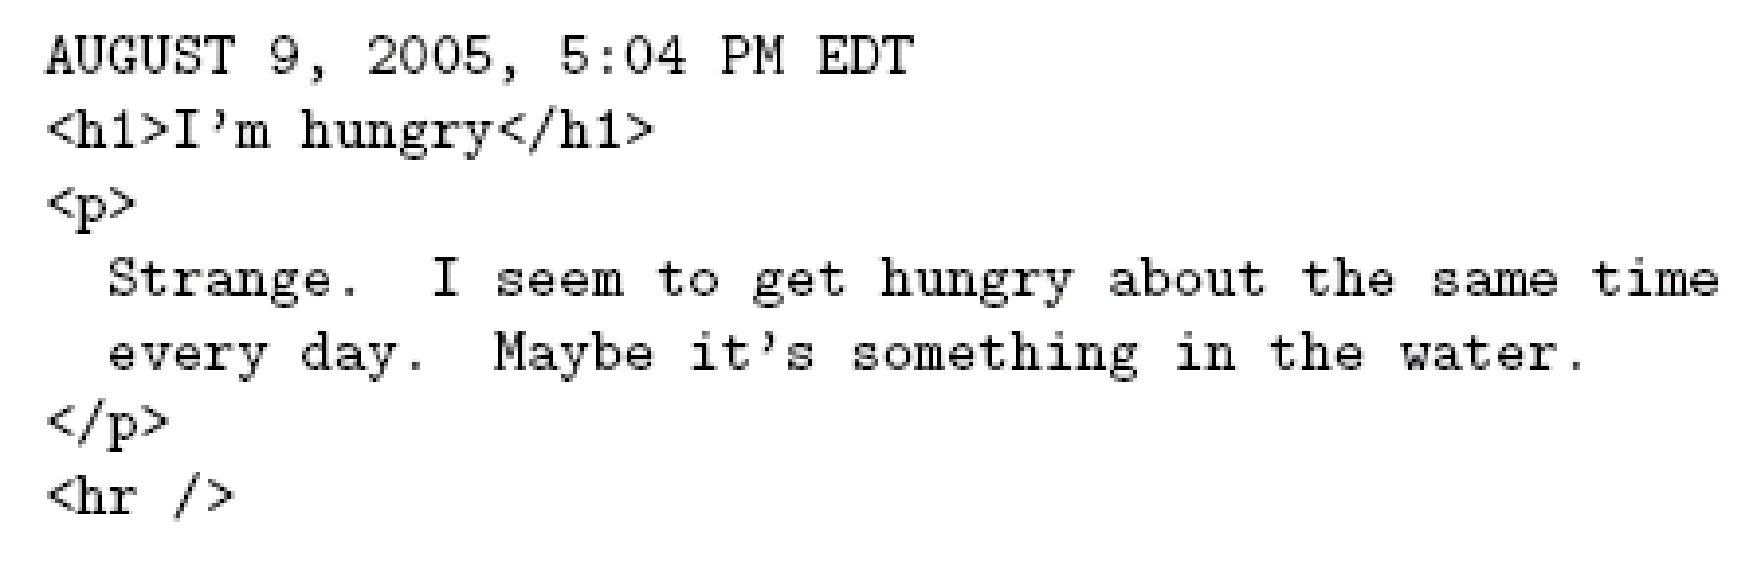 AUGUST 9, 2005, 5:04 PM EDT
<h1>I'm hungry</h1>
<p>
  Strange.  I seem to get hungry about the same time
  every day.  Maybe it's something in the water.
</p>
<hr />